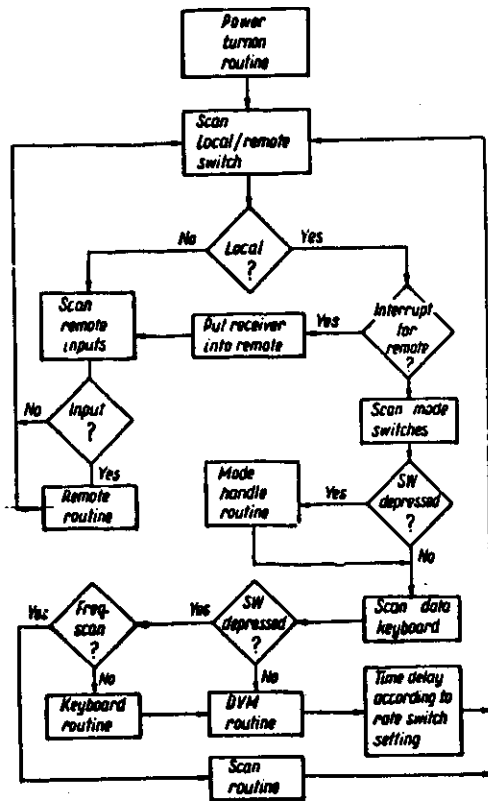 Power
turnon
routine
Scan
local/remote
switch
No
Local
?
Yes
Scan
remote
inputs
Put receiver
into remote
Yes
Interrupt
for
remote
?
No
Input
?
Yes
Scan mode
switches
Remote
routine
Mode
handle
routine
Yes
SW
depressed
?
No
Yes
Freq.
scan
?
Yes
SW
depressed
?
Scan data
keyboard
No
No
Keyboard
routine
DVM
routine
Time delay
according to
rate switch
setting
Scan routine